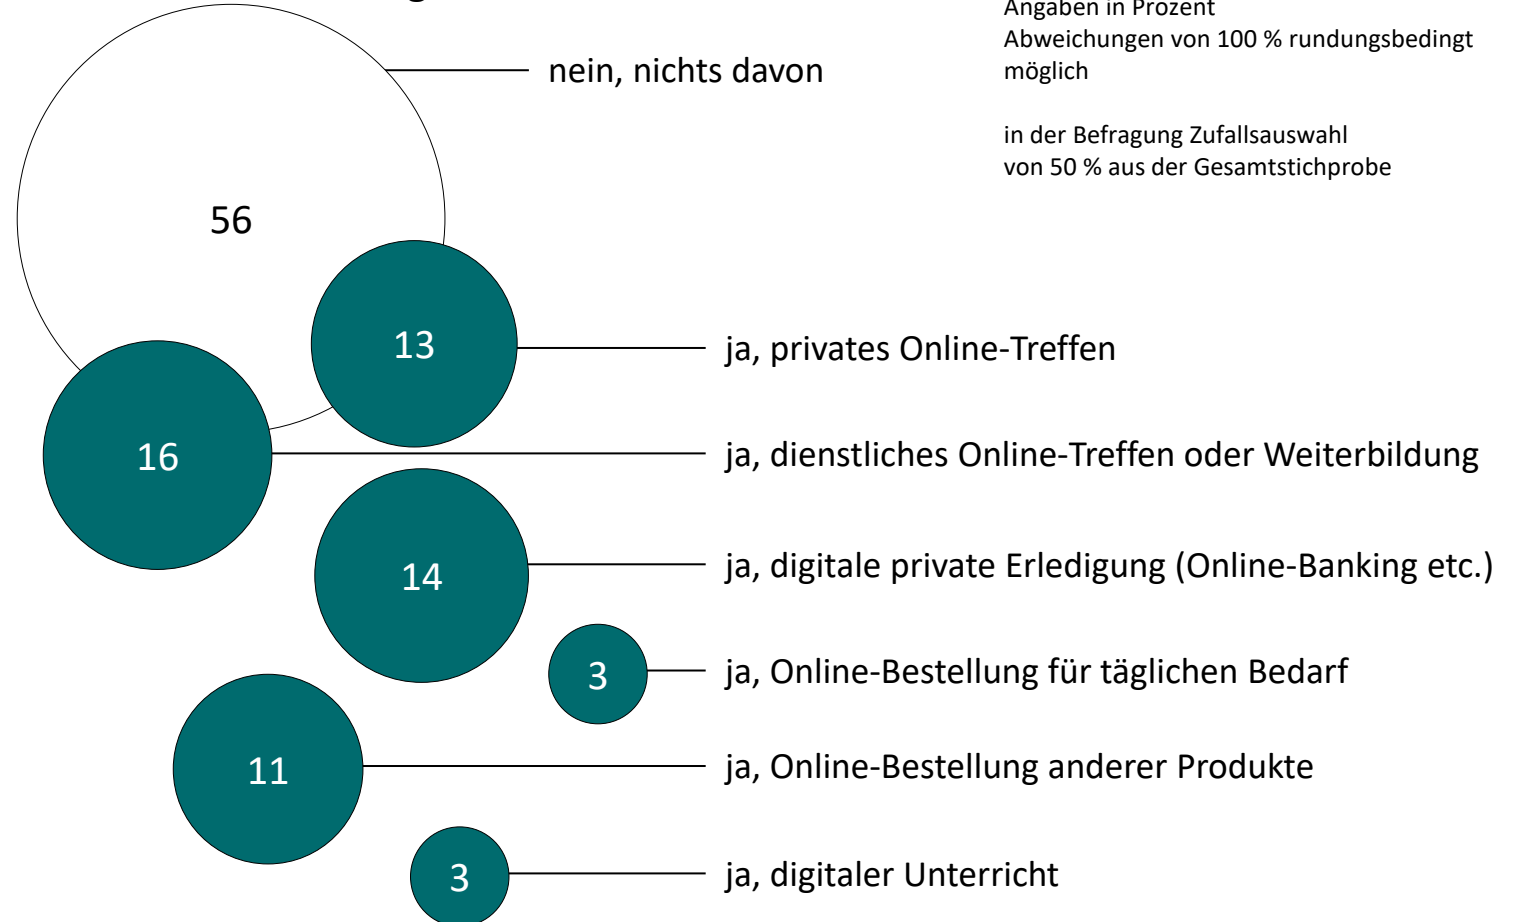 Angaben in Prozent
Abweichungen von 100 % rundungsbedingt
möglich
in der Befragung Zufallsauswahl
von 50 % aus der Gesamtstichprobe
nein, nichts davon
56
13
ja, privates Online-Treffen
16
ja, dienstliches Online-Treffen oder Weiterbildung
14
ja, digitale private Erledigung (Online-Banking etc.)
3
ja, Online-Bestellung für täglichen Bedarf
11
ja, Online-Bestellung anderer Produkte
3
ja, digitaler Unterricht